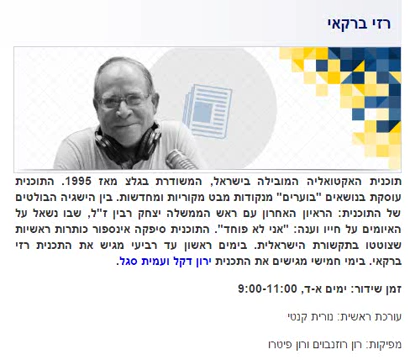 רזי ברקאי
תוכנית האקטואליה המובילה בישראל, המשודרת בגלצ מאז 1995. התוכנית
עוסקת בנושאים "בוערים" מנקודות מבט מקוריות ומחדשות. בין הישגיה הבולטים
של התוכנית: הראיון האחרון עם ראש הממשלה יצחק רבין ז"ל, שבו נשאל על
האיומים על חייו וענה: "אני לא פוחד". התוכנית סיפקה אינספור כותרות ראשיות
שצוטטו בתקשורת הישראלית. בימים ראשון עד רביעי מגיש את התכנית רזי
ברקאי. בימי חמישי מגישים את התכנית ירון דקל ועמית סגל.
זמן שידור: ימים א-ד, 9:00-11:00
עורכת ראשית: נורית קנטי
מפיקות: רון רוזנבוים ורון פיטרו